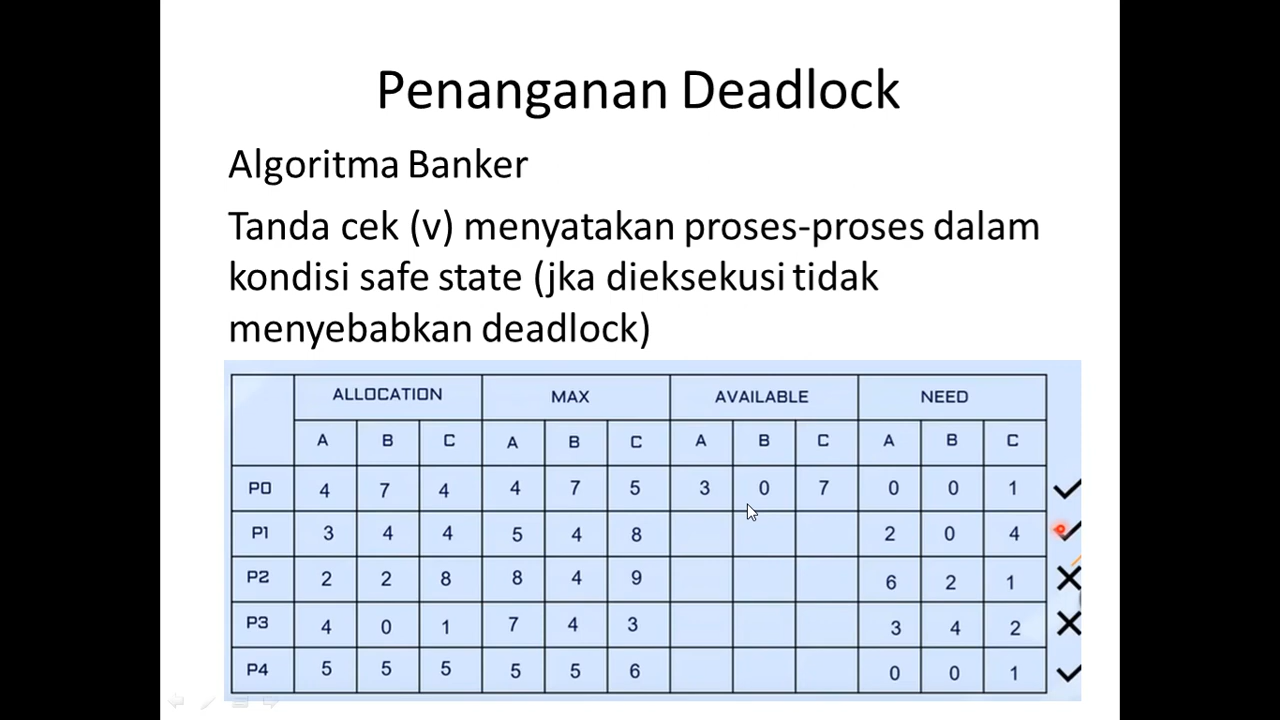 Penanganan Deadlock
Algoritma Banker
Tanda cek (v) menyatakan proses-proses dalam
kondisi safe state (jka dieksekusi tidak
menyebabkan deadlock)
ALLOCATION MAX AVAILABLE NEED
A B C A B C A B C A B C
P0 4 7 4 4 7 5 3 0 7 0 0 1
P1 3 4 4 5 4 8 2 0 4
P2 2 2 8 8 4 9 6 2 1
P3 4 0 1 7 4 3 3 4 2
P4 5 5 5 5 5 6 0 0 1